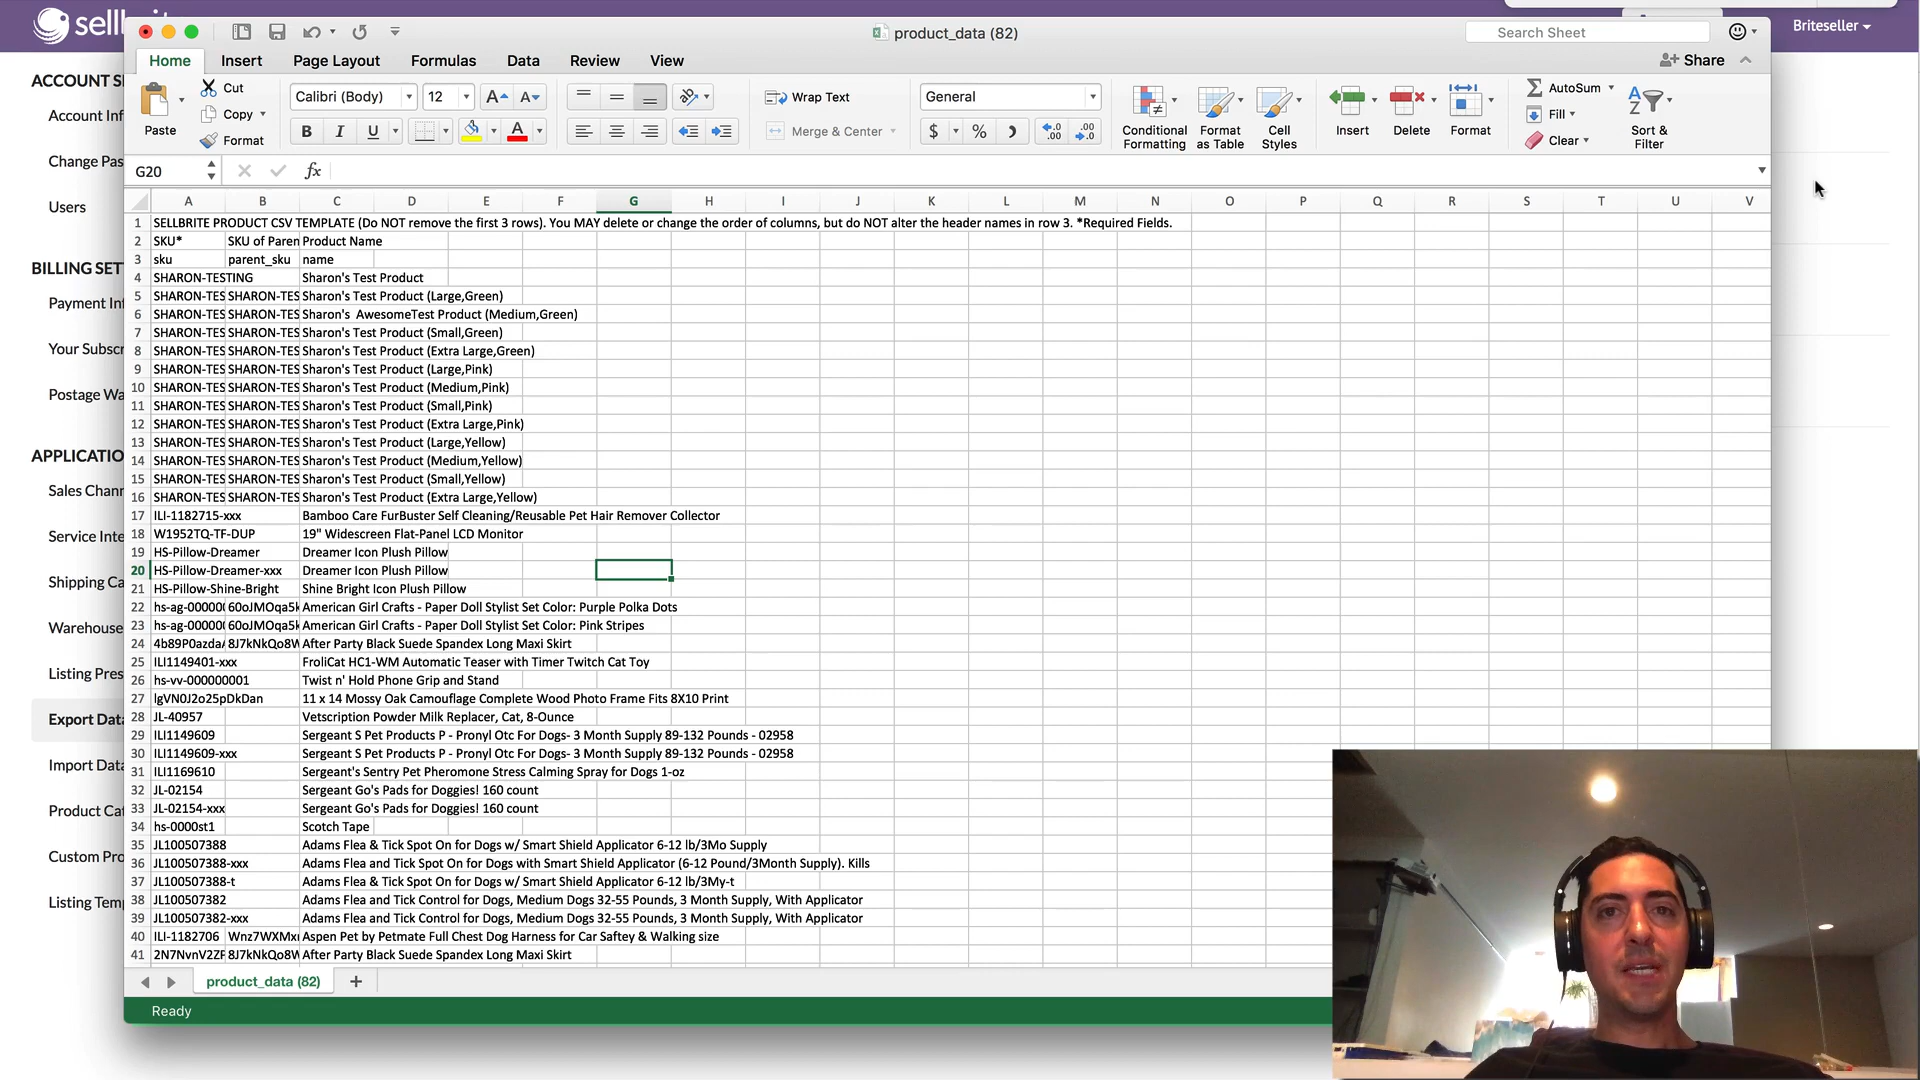 sellb
Briteseller
product_data (82)
Search Sheet
Home Insert Page Layout Formulas Data Review View
Share
Paste
Cut
Copy
Format
Calibri (Body) 12
B I U A
Wrap Text
Merge & Center
General
$ %
Conditional Formatting
Format as Table
Cell Styles
Insert
Delete
Format
AutoSum
Fill
Clear
Sort & Filter
G20 fx
ACCOUNT S
Account Inf
Change Pas
Users
BILLING SET
Payment Inf
Your Subscr
Postage Wa
APPLICATIO
Sales Chann
Service Inte
Shipping Ca
Warehouse
Listing Pres
Export Data
Import Data
Product Cat
Custom Pro
Listing Temp
A B C D E F G H I J K L M N O P Q R S T U V
1 SELLBRITE PRODUCT CSV TEMPLATE (Do NOT remove the first 3 rows). You MAY delete or change the order of columns, but do NOT alter the header names in row 3. *Required Fields.
2 SKU* SKU of Paren Product Name
3 sku parent_sku name
4 SHARON-TESTING Sharon's Test Product
5 SHARON-TES SHARON-TES Sharon's Test Product (Large,Green)
6 SHARON-TES SHARON-TES Sharon's  AwesomeTest Product (Medium,Green)
7 SHARON-TES SHARON-TES Sharon's Test Product (Small,Green)
8 SHARON-TES SHARON-TES Sharon's Test Product (Extra Large,Green)
9 SHARON-TES SHARON-TES Sharon's Test Product (Large,Pink)
10 SHARON-TES SHARON-TES Sharon's Test Product (Medium,Pink)
11 SHARON-TES SHARON-TES Sharon's Test Product (Small,Pink)
12 SHARON-TES SHARON-TES Sharon's Test Product (Extra Large,Pink)
13 SHARON-TES SHARON-TES Sharon's Test Product (Large,Yellow)
14 SHARON-TES SHARON-TES Sharon's Test Product (Medium,Yellow)
15 SHARON-TES SHARON-TES Sharon's Test Product (Small,Yellow)
16 SHARON-TES SHARON-TES Sharon's Test Product (Extra Large,Yellow)
17 ILI-1182715-xxx Bamboo Care FurBuster Self Cleaning/Reusable Pet Hair Remover Collector
18 W1952TQ-TF-DUP 19" Widescreen Flat-Panel LCD Monitor
19 HS-Pillow-Dreamer Dreamer Icon Plush Pillow
20 HS-Pillow-Dreamer-xxx Dreamer Icon Plush Pillow
21 HS-Pillow-Shine-Bright Shine Bright Icon Plush Pillow
22 hs-ag-00000 60oJMOqa5k American Girl Crafts - Paper Doll Stylist Set Color: Purple Polka Dots
23 hs-ag-00000 60oJMOqa5k American Girl Crafts - Paper Doll Stylist Set Color: Pink Stripes
24 4b89P0azda 8J7kNkQo8W After Party Black Suede Spandex Long Maxi Skirt
25 ILI1149401-xxx FroliCat HC1-WM Automatic Teaser with Timer Twitch Cat Toy
26 hs-vv-000000001 Twist n' Hold Phone Grip and Stand
27 lgVN0J2o25pDkDan 11 x 14 Mossy Oak Camouflage Complete Wood Photo Frame Fits 8X10 Print
28 JL-40957 Vetscription Powder Milk Replacer, Cat, 8-Ounce
29 ILI1149609 Sergeant S Pet Products P - Pronyl Otc For Dogs- 3 Month Supply 89-132 Pounds - 02958
30 ILI1149609-xxx Sergeant S Pet Products P - Pronyl Otc For Dogs- 3 Month Supply 89-132 Pounds - 02958
31 ILI1169610 Sergeant's Sentry Pet Pheromone Stress Calming Spray for Dogs 1-oz
32 JL-02154 Sergeant Go's Pads for Doggies! 160 count
33 JL-02154-xxx Sergeant Go's Pads for Doggies! 160 count
34 hs-0000st1 Scotch Tape
35 JL100507388 Adams Flea & Tick Spot On for Dogs w/ Smart Shield Applicator 6-12 lb/3Mo Supply
36 JL100507388-xxx Adams Flea and Tick Spot On for Dogs with Smart Shield Applicator (6-12 Pound/3Month Supply). Kills
37 JL100507388-t Adams Flea & Tick Spot On for Dogs w/ Smart Shield Applicator 6-12 lb/3My-t
38 JL100507382 Adams Flea and Tick Control for Dogs, Medium Dogs 32-55 Pounds, 3 Month Supply, With Applicator
39 JL100507382-xxx Adams Flea and Tick Control for Dogs, Medium Dogs 32-55 Pounds, 3 Month Supply, With Applicator
40 ILI-1182706 Wnz7WXMx Aspen Pet by Petmate Full Chest Dog Harness for Car Saftey & Walking size
41 2N7NvnV2ZF 8J7kNkQo8W After Party Black Suede Spandex Long Maxi Skirt
product_data (82)
Ready